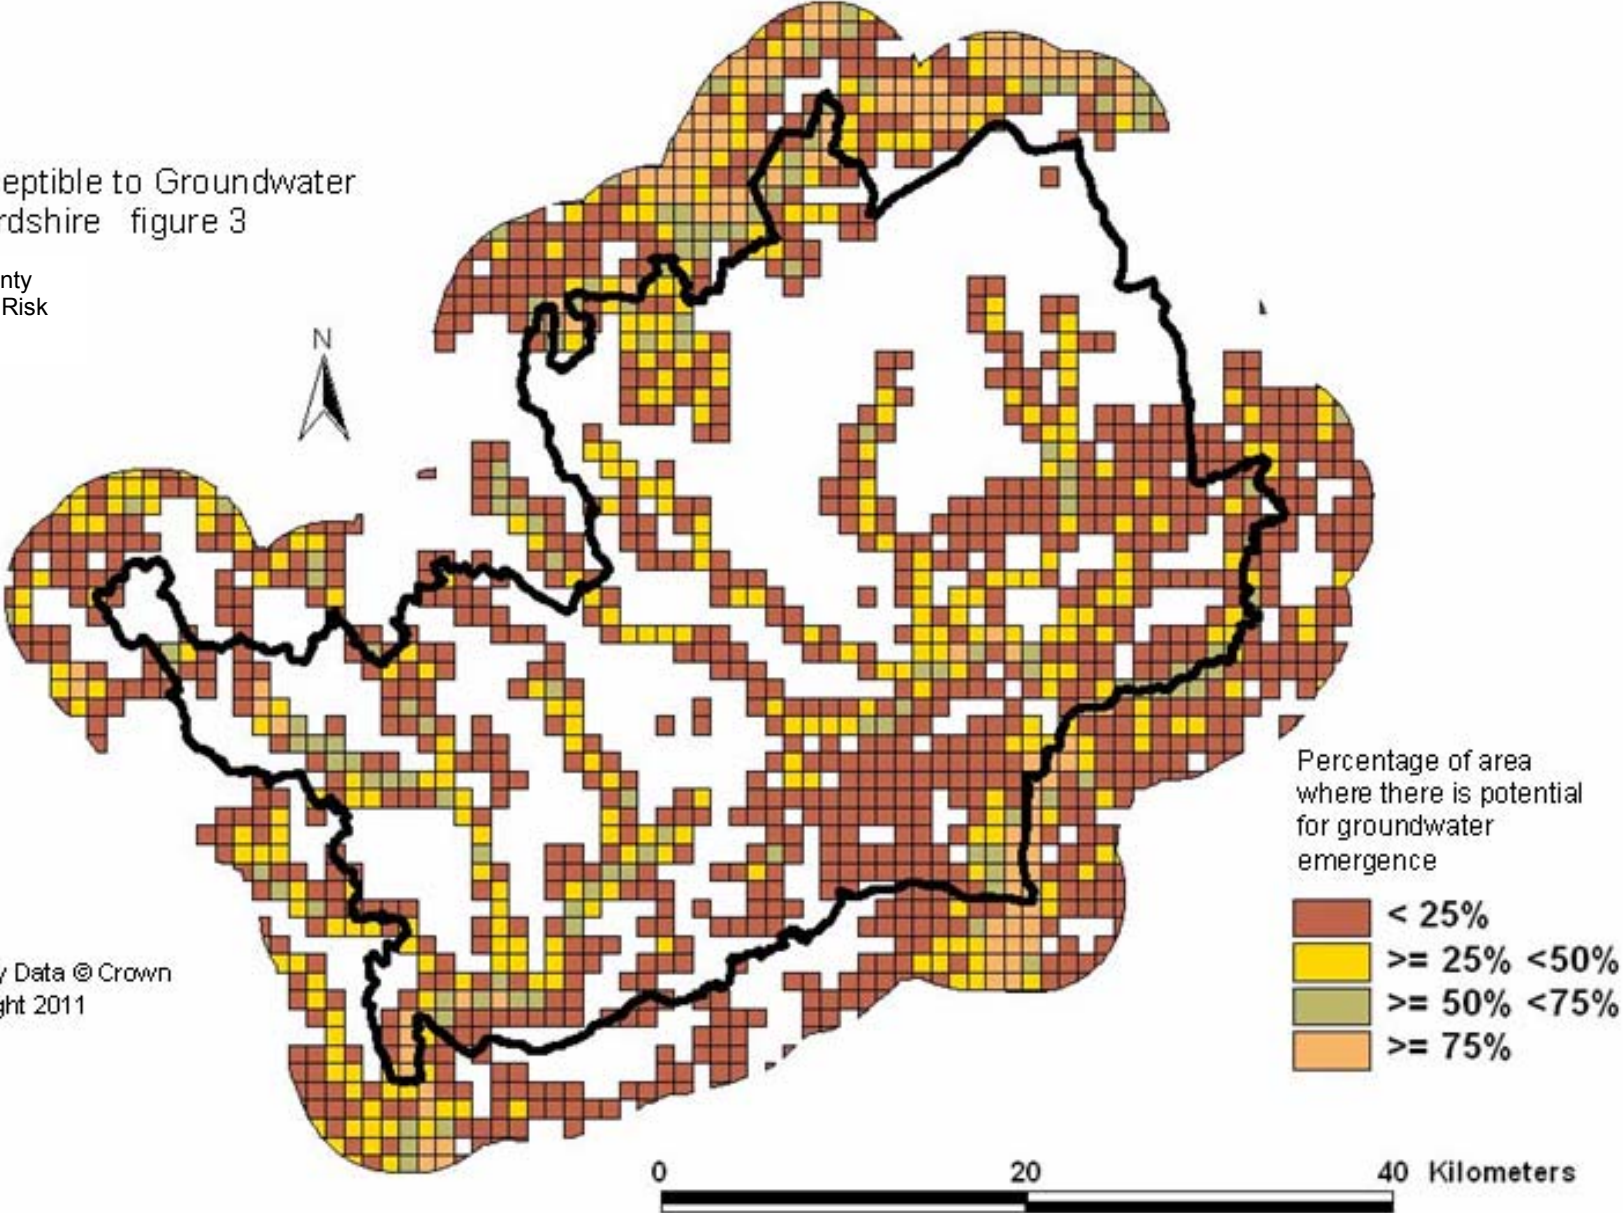 eptible to Groundwater
rdshire figure 3
nty
Risk
N
Percentage of area
where there is potential
for groundwater
emergence
< 25%
>= 25% <50%
>= 50% <75%
>= 75%
y Data © Crown
ght 2011
0 20 40 Kilometers